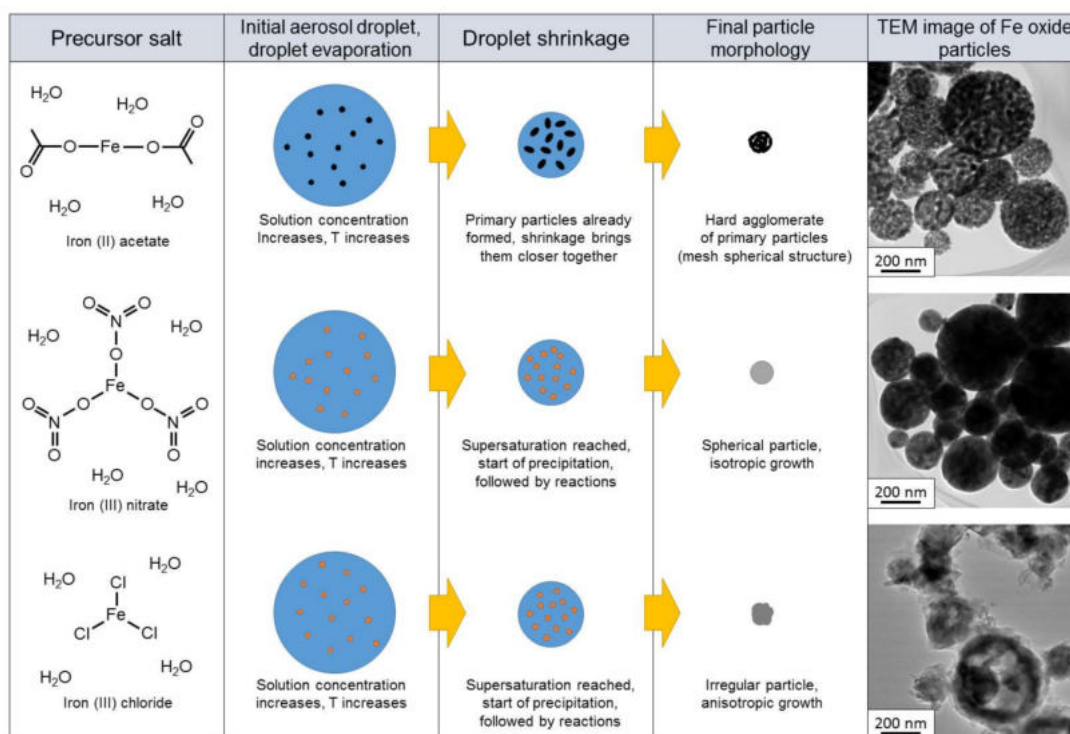 Precursor salt
Initial aerosol droplet,
droplet evaporation
Droplet shrinkage
Final particle
morphology
TEM image of Fe oxide
particles
H₂O
H₂O
O
O
Fe
O
O
H₂O
H₂O
Iron (II) acetate
Solution concentration
Increases, T increases
Primary particles already
formed, shrinkage brings
them closer together
Hard agglomerate
of primary particles
(mesh spherical structure)
200 nm
O
O
N
H₂O
H₂O
O
Fe
O
O
O
O
N
N
O
O
H₂O
H₂O
Iron (III) nitrate
Solution concentration
increases, T increases
Supersaturation reached,
start of precipitation,
followed by reactions
Spherical particle,
isotropic growth
200 nm
H₂O
H₂O
Cl
Fe
Cl
Cl
H₂O
H₂O
Iron (III) chloride
Solution concentration
increases, T increases
Supersaturation reached,
start of precipitation,
followed by reactions
Irregular particle,
anisotropic growth
200 nm